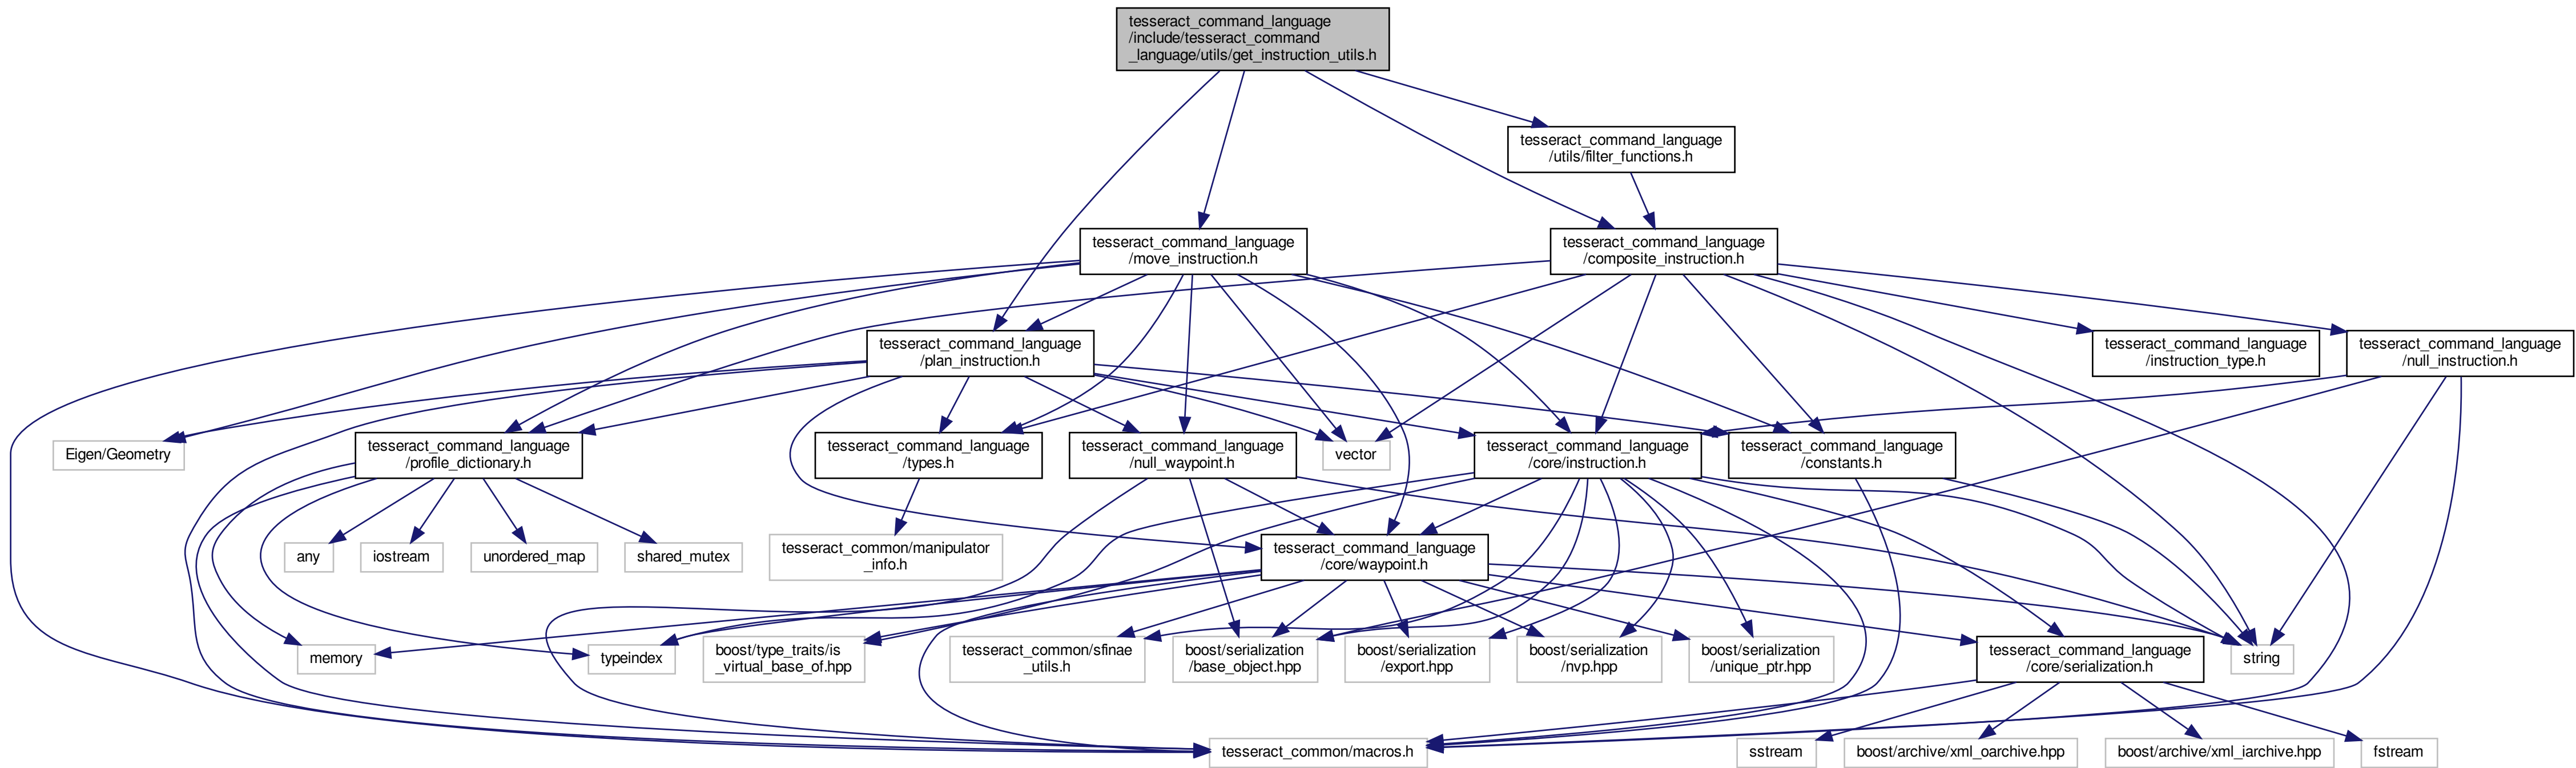 tesseract_command_language
/include/tesseract_command
_language/utils/get_instruction_utils.h
tesseract_command_language
/utils/filter_functions.h
tesseract_command_language
/move_instruction.h
tesseract_command_language
/composite_instruction.h
tesseract_command_language
/plan_instruction.h
tesseract_command_language
/instruction_type.h
tesseract_command_language
/null_instruction.h
Eigen/Geometry
tesseract_command_language
/profile_dictionary.h
tesseract_command_language
/types.h
tesseract_command_language
/null_waypoint.h
vector
tesseract_command_language
/core/instruction.h
tesseract_command_language
/constants.h
any
iostream
unordered_map
shared_mutex
tesseract_common/manipulator
_info.h
tesseract_command_language
/core/waypoint.h
memory
typeindex
boost/type_traits/is
_virtual_base_of.hpp
tesseract_common/sfinae
_utils.h
boost/serialization
/base_object.hpp
boost/serialization
/export.hpp
boost/serialization
/nvp.hpp
boost/serialization
/unique_ptr.hpp
tesseract_command_language
/core/serialization.h
string
tesseract_common/macros.h
sstream
boost/archive/xml_oarchive.hpp
boost/archive/xml_iarchive.hpp
fstream